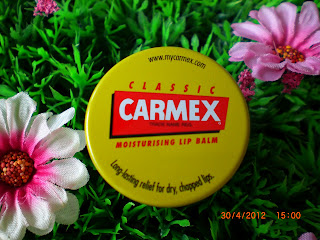 www.mycarmex.com
CLASSIC
CARMEX
MOISTURISING LIP BALM
Long-lasting relief for dry, chapped lips.
30/4/2012 15:00